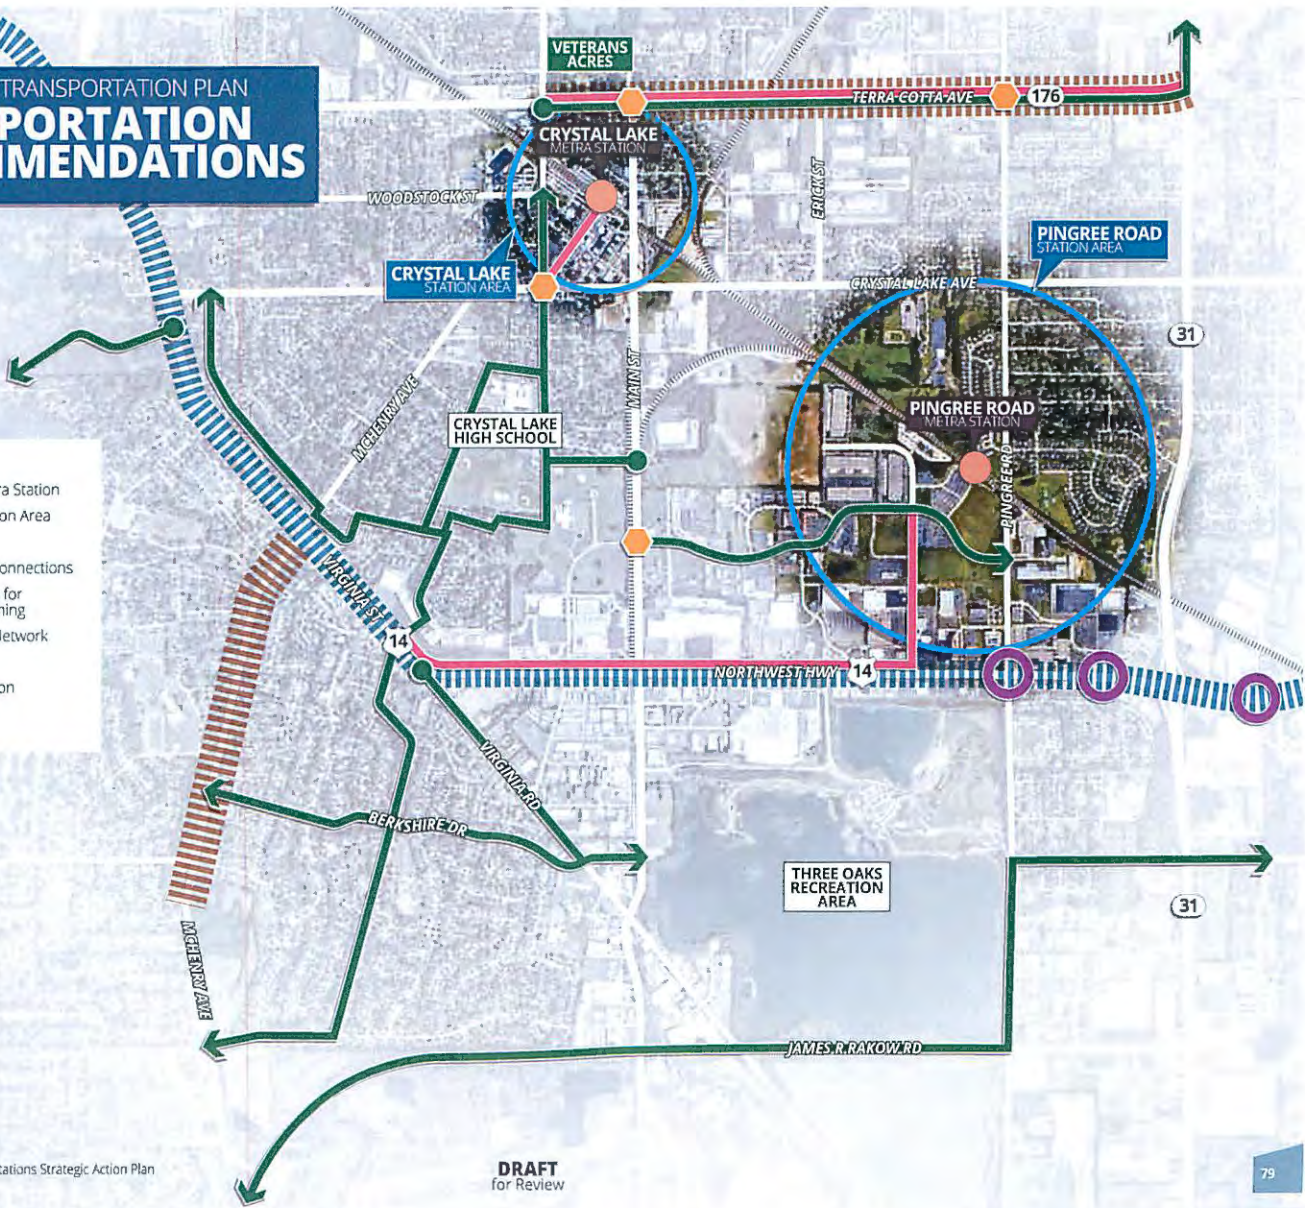 TRANSPORTATION PLAN
PORTATION
MMENDATIONS
VETERANS
ACRES
TERRA COTTA AVE
176
CRYSTAL LAKE
METRA STATION
WOODSTOCK ST
ERICK ST
PINGREE ROAD
STATION AREA
CRYSTAL LAKE
STATION AREA
CRYSTAL LAKE AVE
31
MAIN ST
MCHENRY AVE
CRYSTAL LAKE
HIGH SCHOOL
PINGREE ROAD
METRA STATION
PINGREE RD
ra Station
on Area
onnections
for
ning
Network
on
VIRGINIA ST
14
NORTHWEST HWY
14
VIRGINIA RD
BERKSHIRE DR
THREE OAKS
RECREATION
AREA
31
MCHENRY AVE
JAMES R RAKOW RD
tations Strategic Action Plan
DRAFT
for Review
79